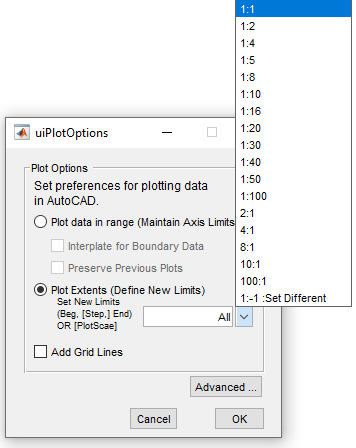 1:1
1:2
1:4
1:5
1:8
1:10
1:16
1:20
1:30
1:40
1:50
1:100
2:1
4:1
8:1
10:1
100:1
1:-1 :Set Different
uiPlotOptions
Plot Options
Set preferences for plotting data
in AutoCAD.
Plot data in range (Maintain Axis Limits
Interplate for Boundary Data
Preserve Previous Plots
Plot Extents (Define New Limits)
Set New Limits
(Beg, [Step,] End)
OR [PlotScae]
All
Add Grid Lines
Advanced ...
Cancel
OK